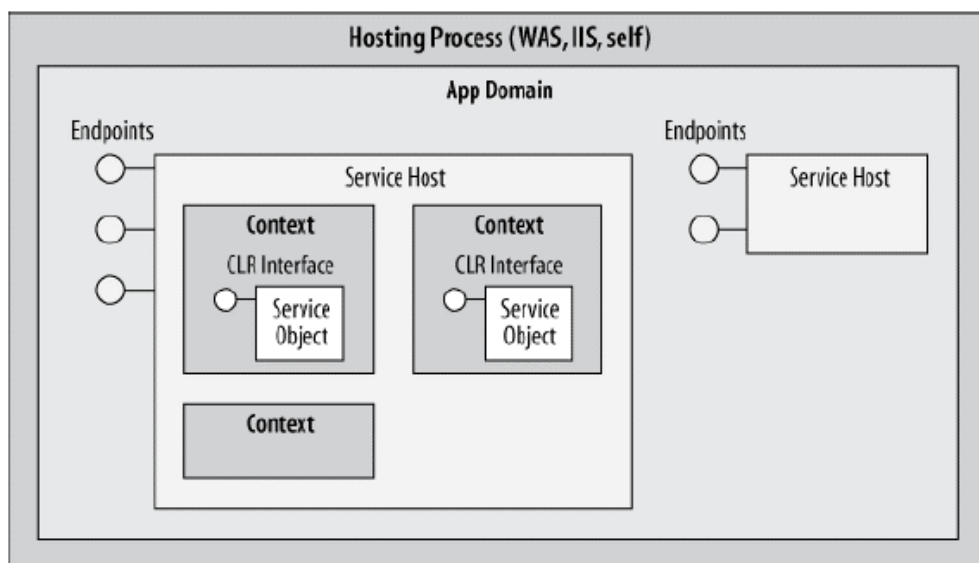 Hosting Process (WAS, IIS, self)
App Domain
Endpoints
Service Host
Context
CLR Interface
Service
Object
Context
CLR Interface
Service
Object
Context
Endpoints
Service Host